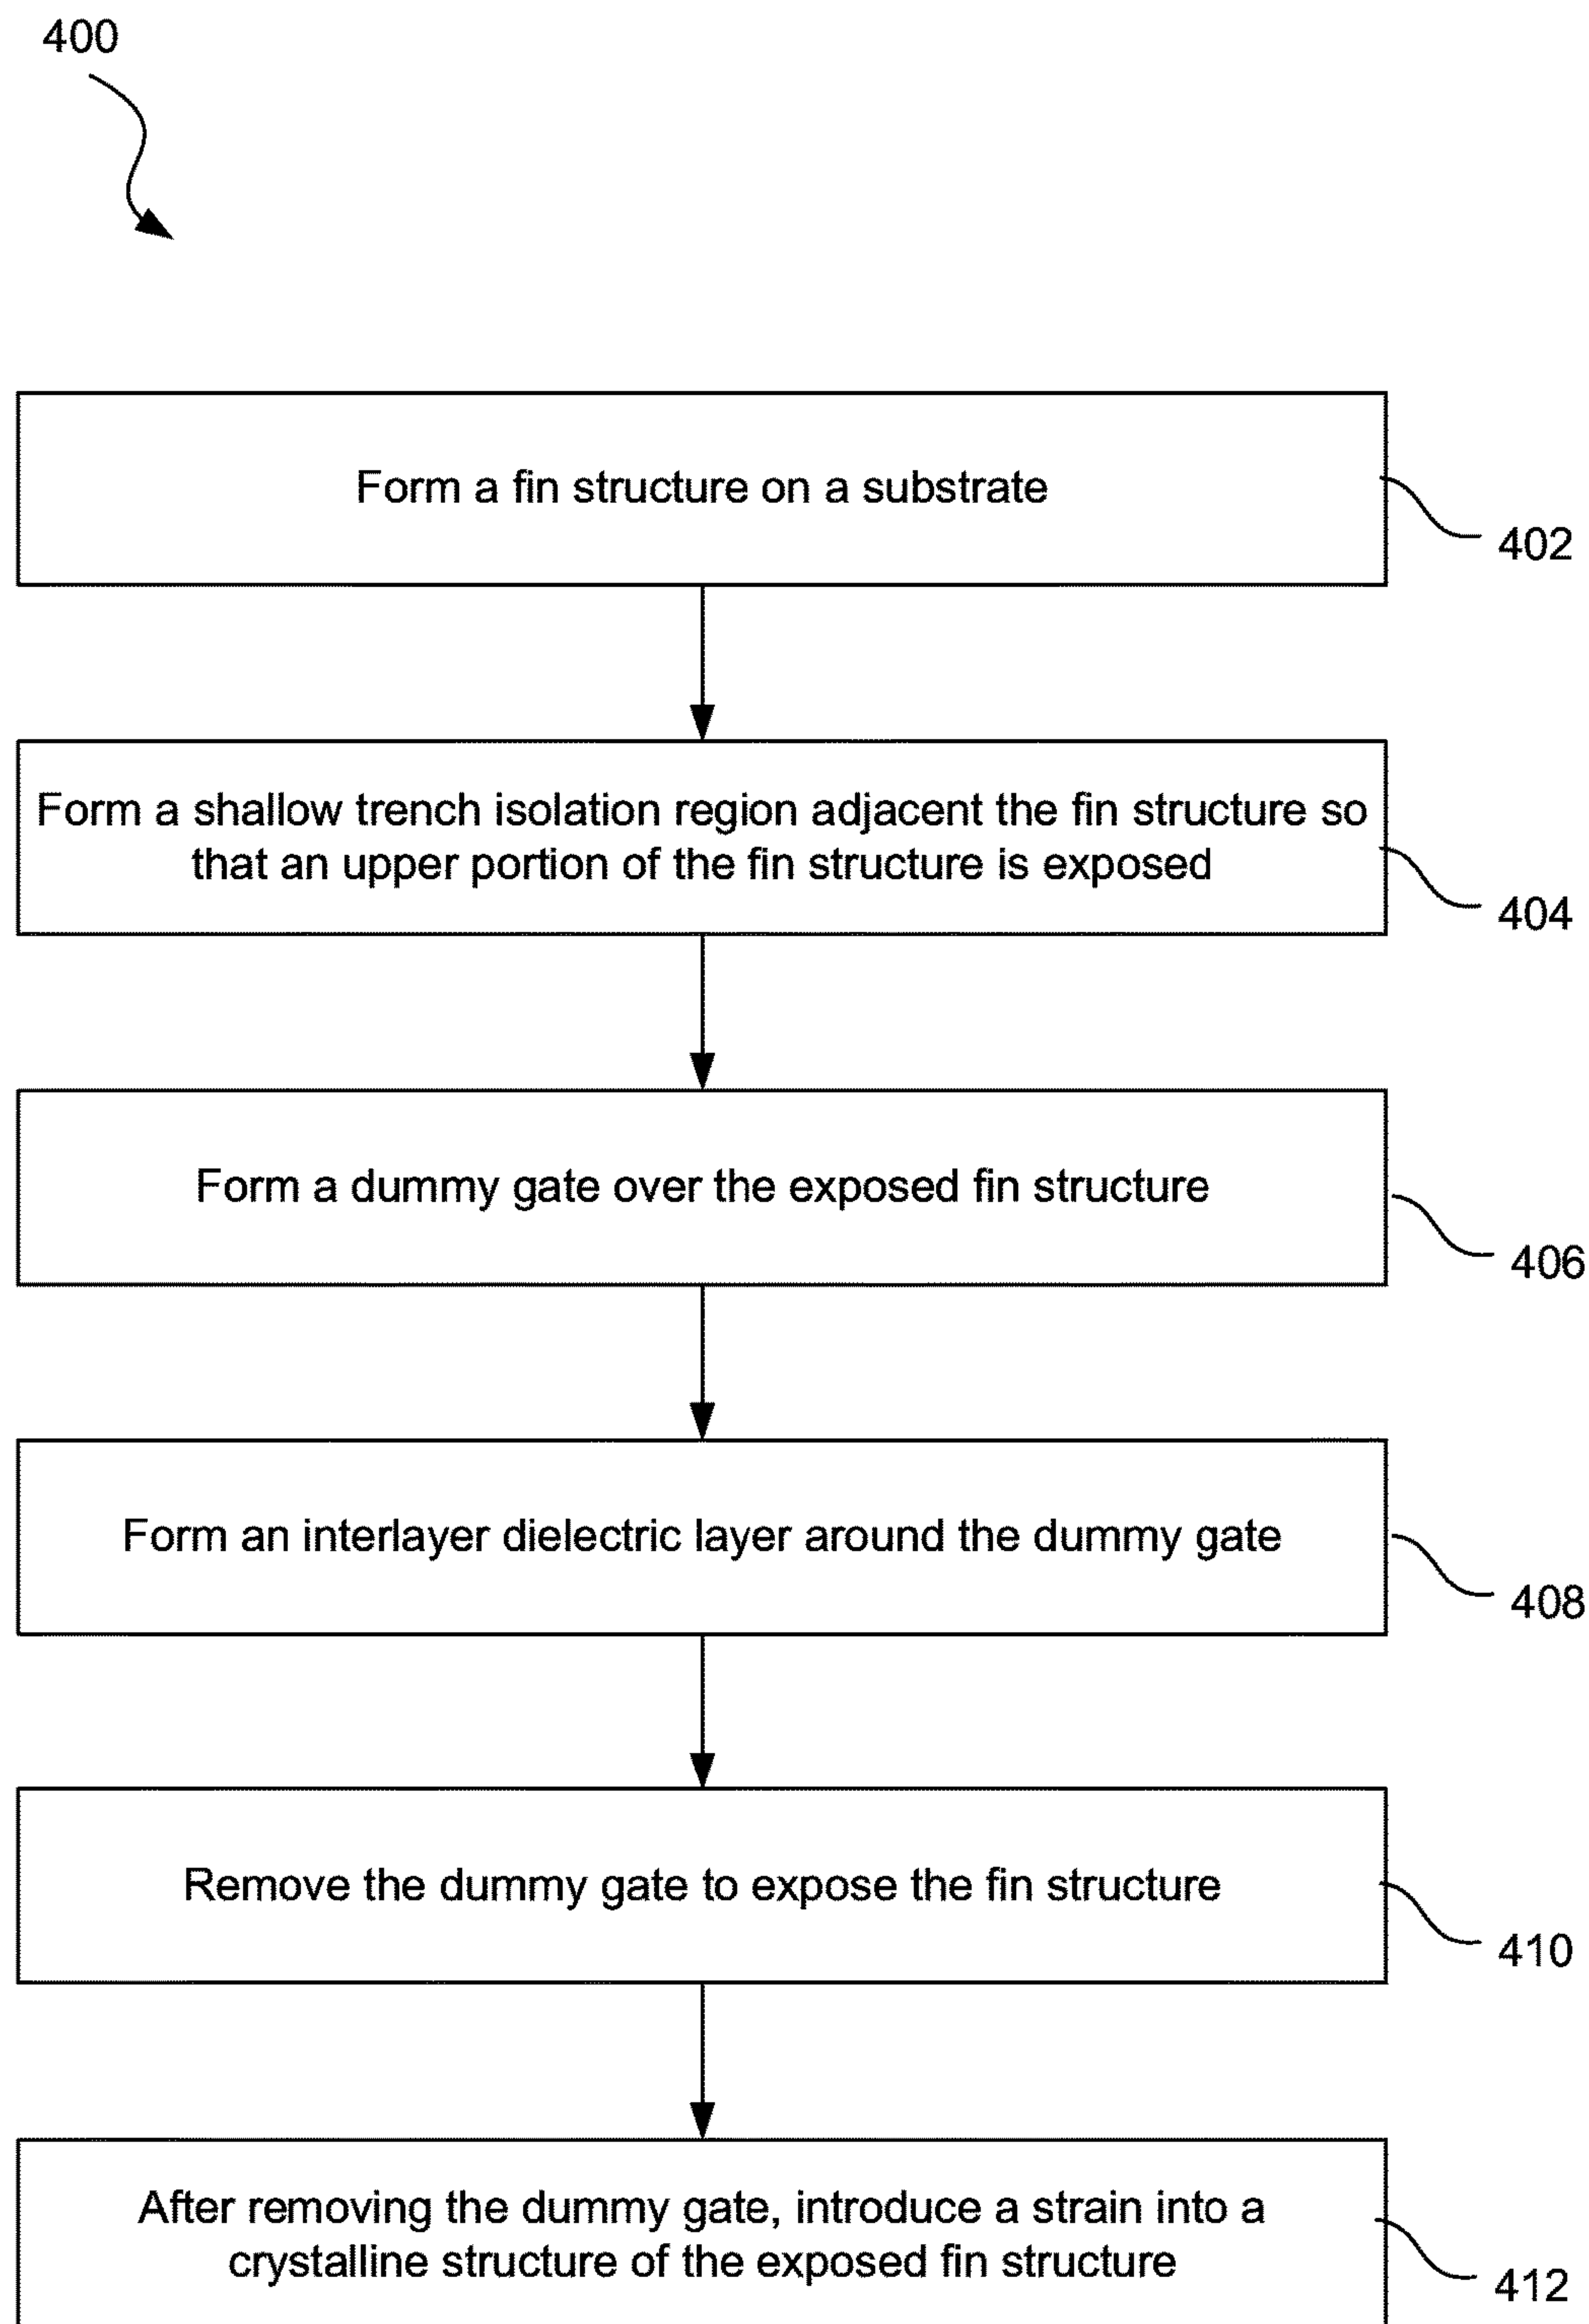 400
Form a fin structure on a substrate
402
Form a shallow trench isolation region adjacent the fin structure so
that an upper portion of the fin structure is exposed
404
Form a dummy gate over the exposed fin structure
406
Form an interlayer dielectric layer around the dummy gate
408
Remove the dummy gate to expose the fin structure
410
After removing the dummy gate, introduce a strain into a
crystalline structure of the exposed fin structure
412